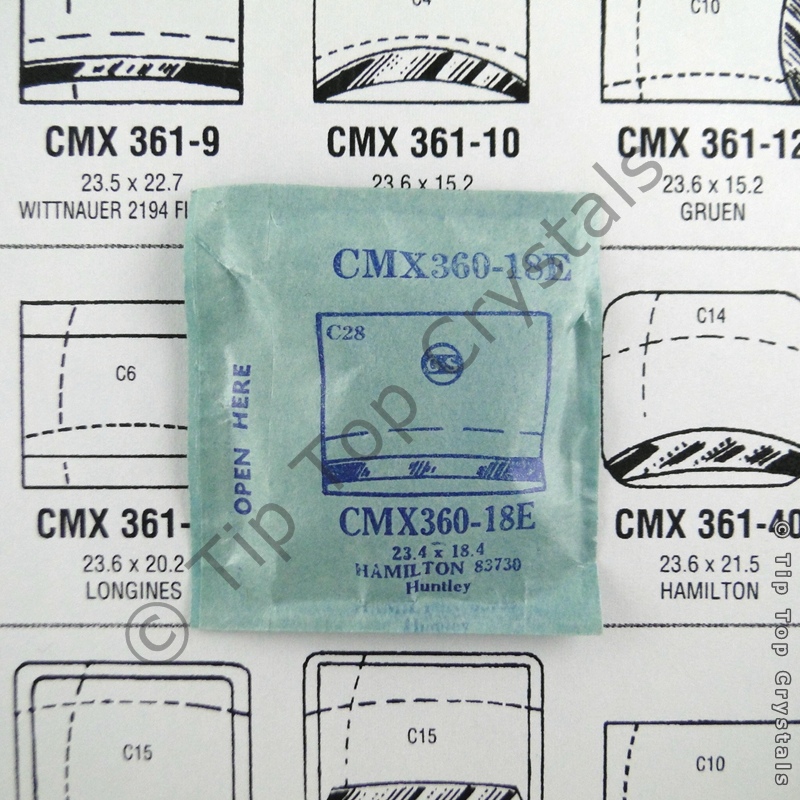 C4
C10
CMX 361-9
23.5 x 22.7
WITTNAUER 2194
CMX 361-10
23.6 x 15.2
CMX 361-12
23.6 x 15.2
GRUEN
CMX360-18E
C28
OPEN HERE
CMX360-18E
23.4 x 18.4
HAMILTON 83730
Huntley
Huntley
C6
CMX 361-
23.6 x 20.2
LONGINES
C14
CMX 361-40
23.6 x 21.5
HAMILTON
C15
C15
C10
© Tip Top Crystals
© Tip Top Crystals